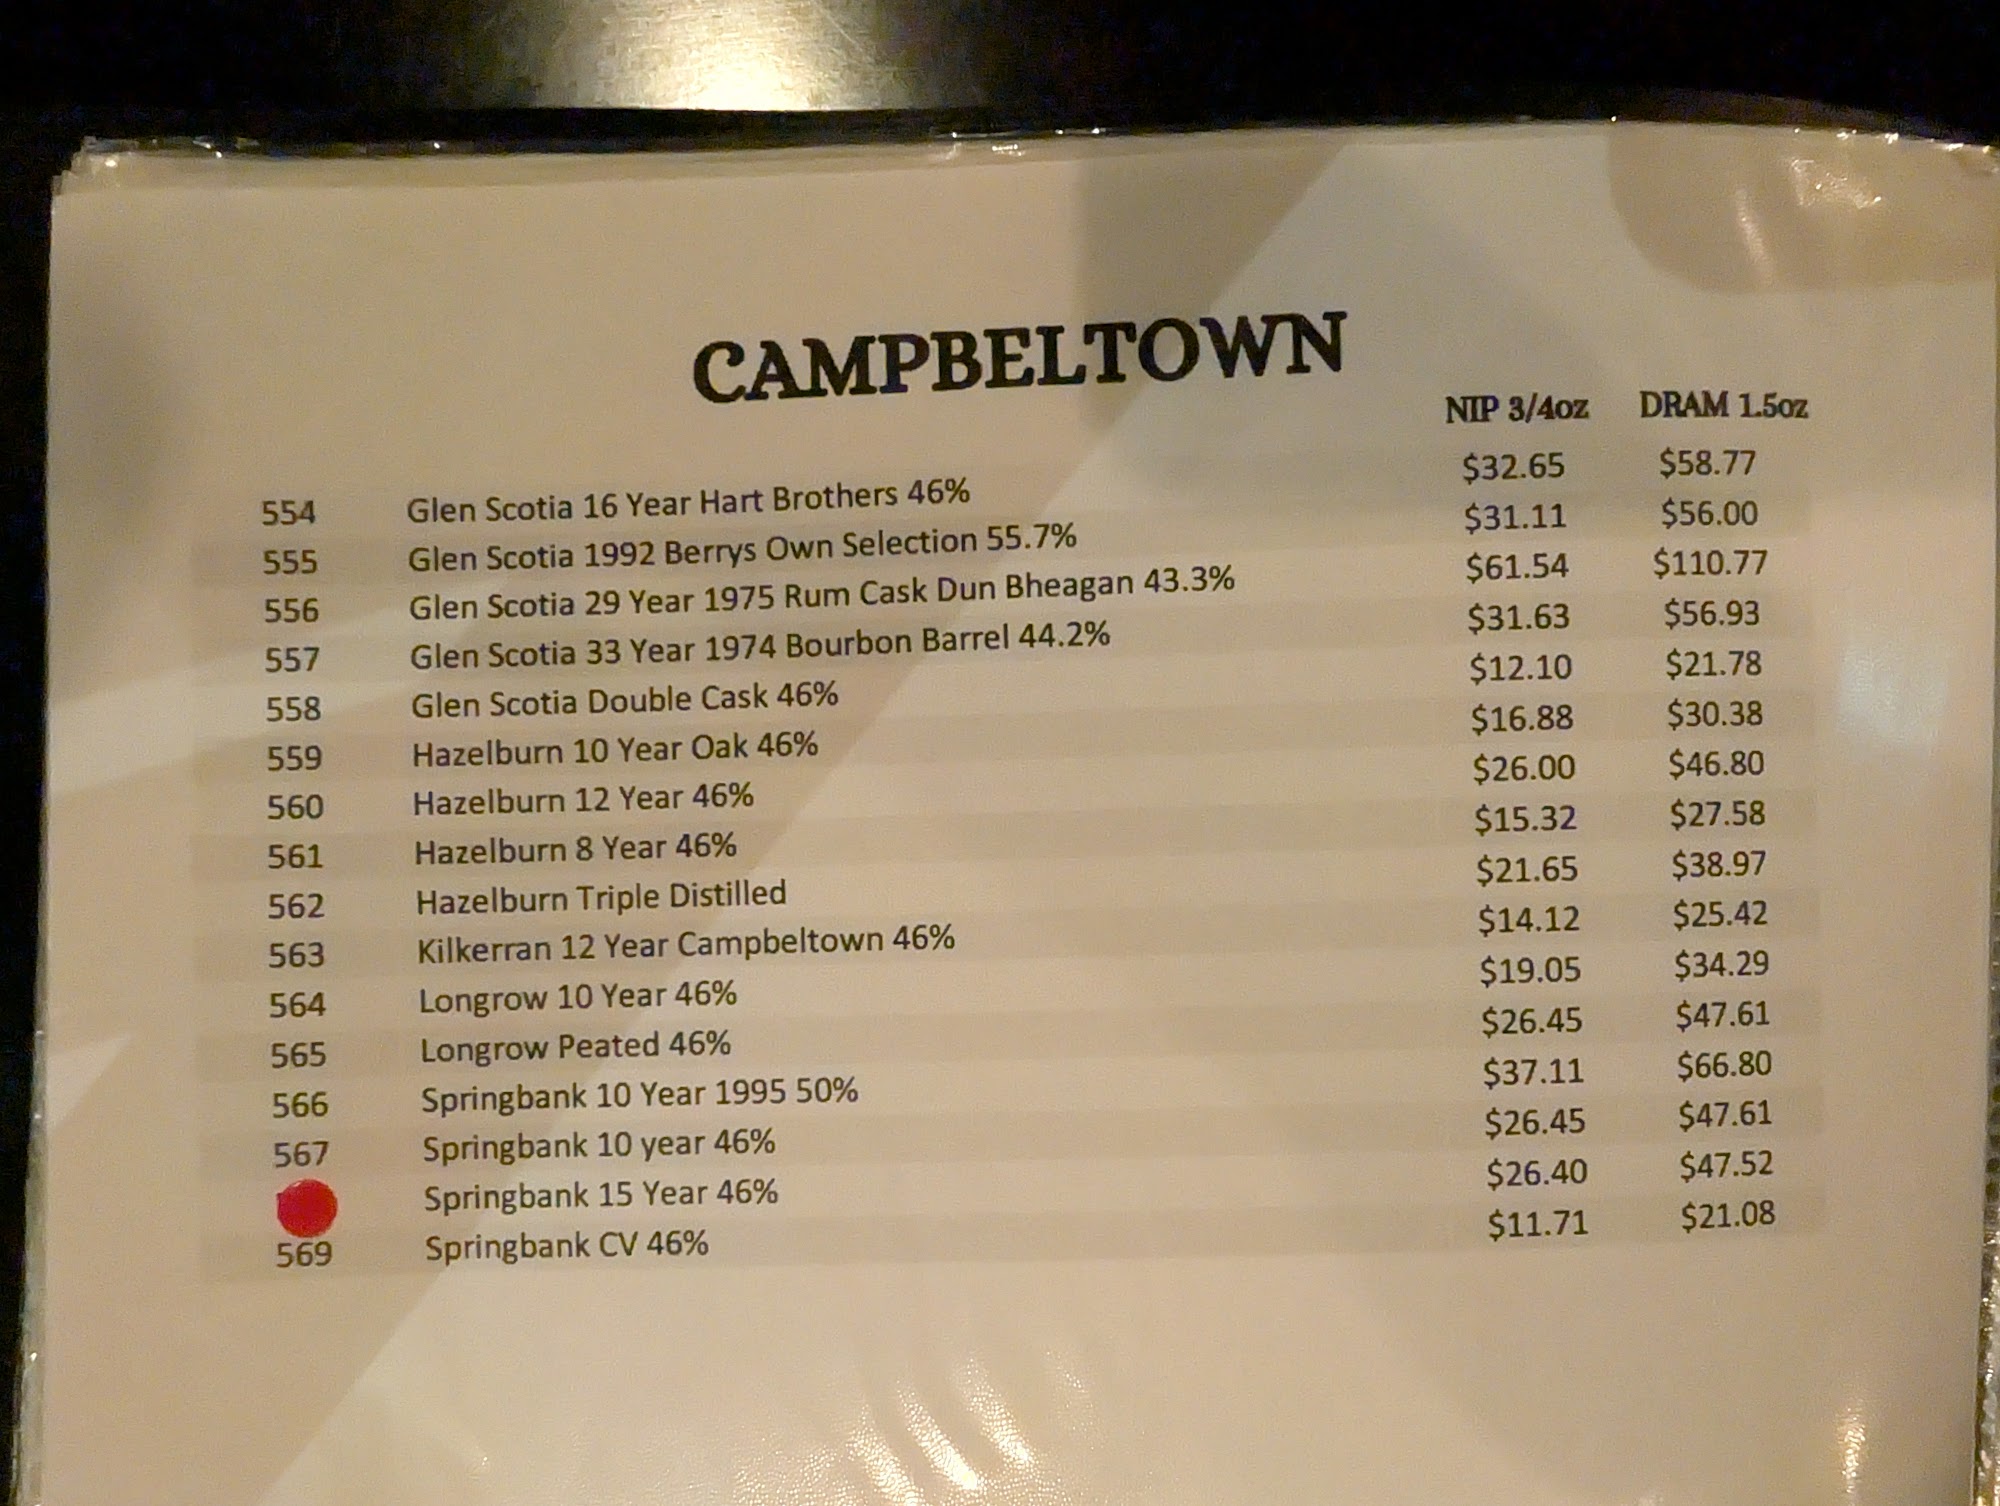 CAMPBELTOWN
NIP 3/4oz DRAM 1.5oz
554 Glen Scotia 16 Year Hart Brothers 46% $32.65 $58.77
555 Glen Scotia 1992 Berrys Own Selection 55.7% $31.11 $56.00
556 Glen Scotia 29 Year 1975 Rum Cask Dun Bheagan 43.3% $61.54 $110.77
557 Glen Scotia 33 Year 1974 Bourbon Barrel 44.2% $31.63 $56.93
558 Glen Scotia Double Cask 46% $12.10 $21.78
559 Hazelburn 10 Year Oak 46% $16.88 $30.38
560 Hazelburn 12 Year 46% $26.00 $46.80
561 Hazelburn 8 Year 46% $15.32 $27.58
562 Hazelburn Triple Distilled $21.65 $38.97
563 Kilkerran 12 Year Campbeltown 46% $14.12 $25.42
564 Longrow 10 Year 46% $19.05 $34.29
565 Longrow Peated 46% $26.45 $47.61
566 Springbank 10 Year 1995 50% $37.11 $66.80
567 Springbank 10 year 46% $26.45 $47.61
Springbank 15 Year 46% $26.40 $47.52
569 Springbank CV 46% $11.71 $21.08